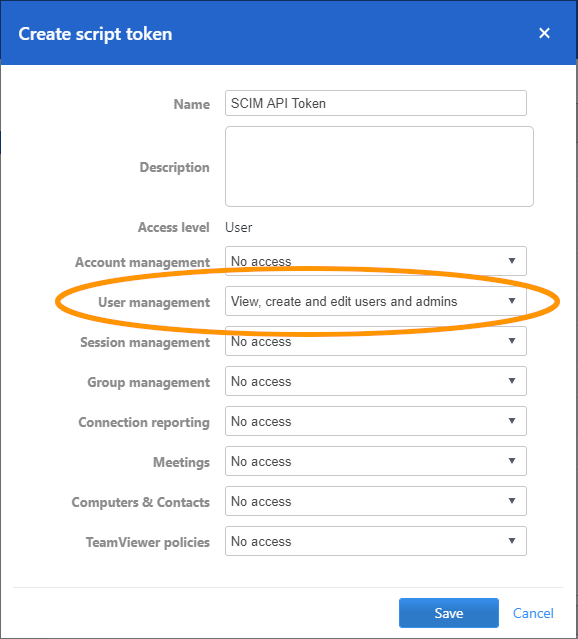 Create script token
Name SCIM API Token
Description
Access level User
Account management No access
User management View, create and edit users and admins
Session management No access
Group management No access
Connection reporting No access
Meetings No access
Computers & Contacts No access
TeamViewer policies No access
Save Cancel